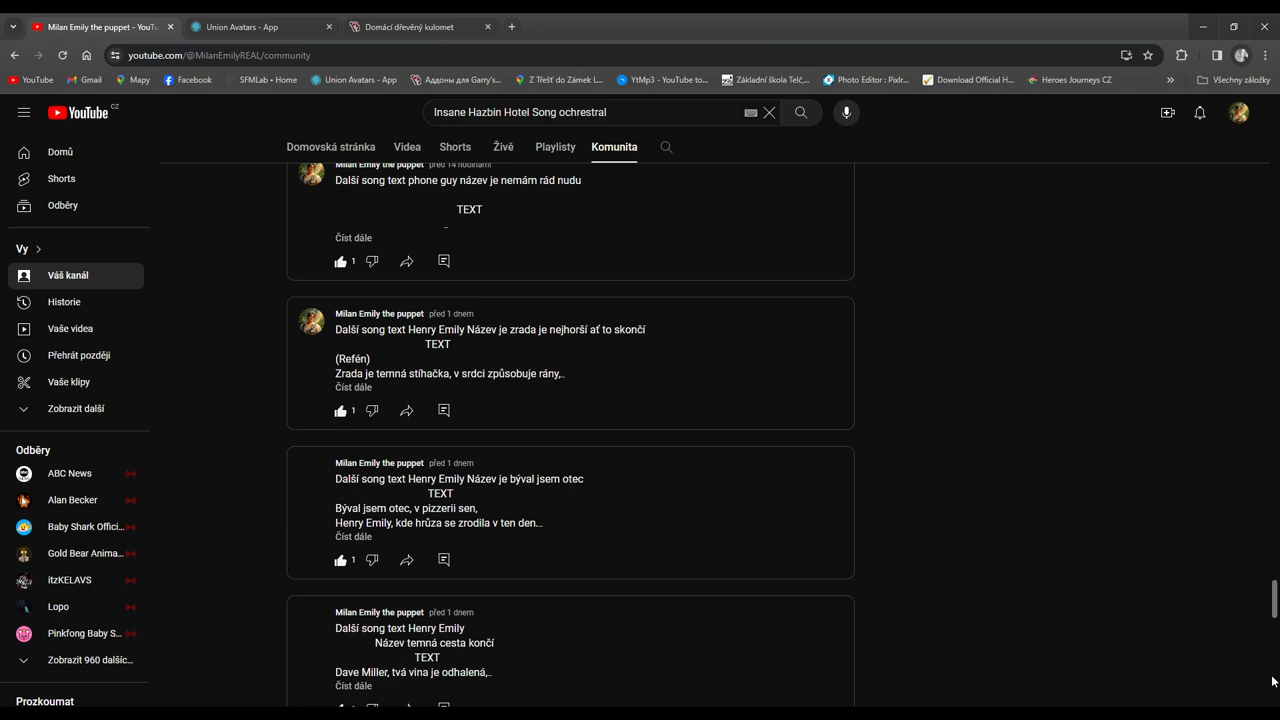 Milan Emily the puppet - YouTu
Union Avatars - App
Domácí dřevěný kulomet
youtube.com/@MilanEmilyREAL/community
YouTube
Gmail
Mapy
Facebook
SFMLab • Home
Union Avatars - App
Аддоны для Garry's...
Z Třešť do Zámek L...
YtMp3 - YouTube to...
Základní škola Telč,...
Photo Editor : Pixlr...
Download Official H...
Heroes Journeys CZ
»
Všechny záložky
YouTube CZ
Insane Hazbin Hotel Song ochrestral
Domovská stránka
Videa
Shorts
Živě
Playlisty
Komunita
Domů
Shorts
Odběry
Vy
Váš kanál
Historie
Vaše videa
Přehrát později
Vaše klipy
Zobrazit další
Odběry
ABC News
Alan Becker
Baby Shark Offici...
Gold Bear Anima...
itzKELAVS
Lopo
Pinkfong Baby S...
Zobrazit 960 dalšíc...
Prozkoumat
Milan Emily the puppet před 14 hodinami
Další song text phone guy název je nemám rád nudu
TEXT
Číst dále
1
Milan Emily the puppet před 1 dnem
Další song text Henry Emily Název je zrada je nejhorší ať to skončí
TEXT
(Refén)
Zrada je temná stíhačka, v srdci způsobuje rány,..
Číst dále
1
Milan Emily the puppet před 1 dnem
Další song text Henry Emily Název je býval jsem otec
TEXT
Býval jsem otec, v pizzerii sen,
Henry Emily, kde hrůza se zrodila v ten den...
Číst dále
1
Milan Emily the puppet před 1 dnem
Další song text Henry Emily
Název temná cesta končí
TEXT
Dave Miller, tvá vina je odhalená,..
Číst dále